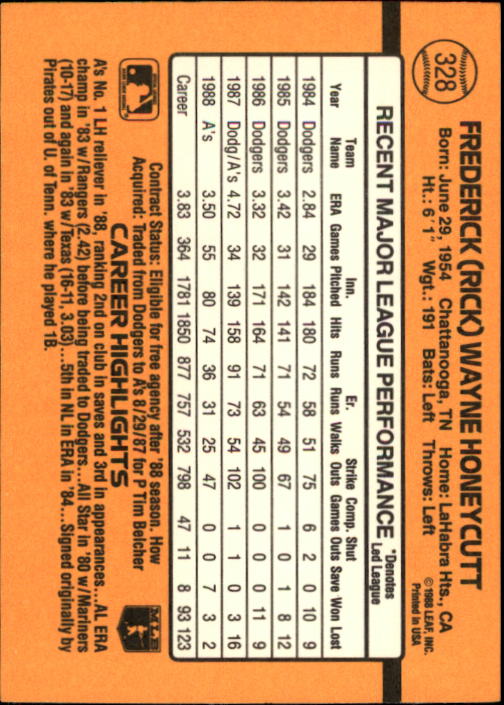 328
FREDERICK (RICK) WAYNE HONEYCUTT
Born: June 29, 1954 Chattanooga, TN Home: LaHabra Hts., CA
Ht.: 6'1" Wgt.: 191 Bats: Left Throws: Left
©1988 LEAF, INC.
Printed in USA
RECENT MAJOR LEAGUE PERFORMANCE
*Denotes
Led League
Team Inn. Er. Strike Comp. Shut
Year Name ERA Games Pitched Hits Runs Runs Walks Outs Games Outs Save Won Lost
1984 Dodgers 2.84 29 184 180 72 58 51 75 6 2 0 10 9
1985 Dodgers 3.42 31 142 141 71 54 49 67 1 0 1 8 12
1986 Dodgers 3.32 32 171 164 71 63 45 100 0 0 0 11 9
1987 Dodg/A's 4.72 34 139 158 91 73 54 102 1 1 0 3 16
1988 A's 3.50 55 80 74 36 31 25 47 0 0 7 3 2
Career 3.83 364 1781 1850 877 757 532 798 47 11 8 93 123
Contract Status: Eligible for free agency after '88 season. How
Acquired: Traded from Dodgers to A's 8/29/87 for P Tim Belcher
CAREER HIGHLIGHTS
A's No. 1 LH reliever in '88, ranking 2nd on club in saves and 3rd in appearances...AL ERA
champ in '83 w/Rangers (2.42) before being traded to Dodgers...All Star in '80 w/Mariners
(10-17) and again in '83 w/Texas (16-11, 3.03)...5th in NL in ERA in '84...Signed originally by
Pirates out of U. of Tenn. where he played 1B.